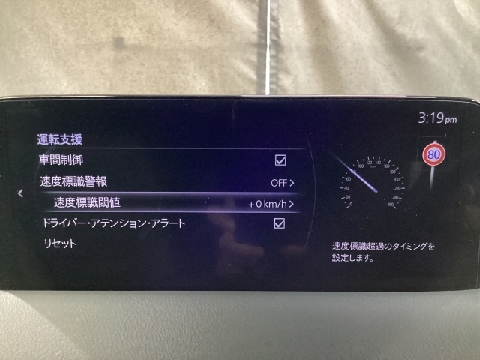 3:19pm
運転支援
車間制御
速度標識警報 OFF
速度標識閾値 +0km/h
ドライバー・アテンション・アラート
リセット
80
速度標識超過のタイミングを
設定します。